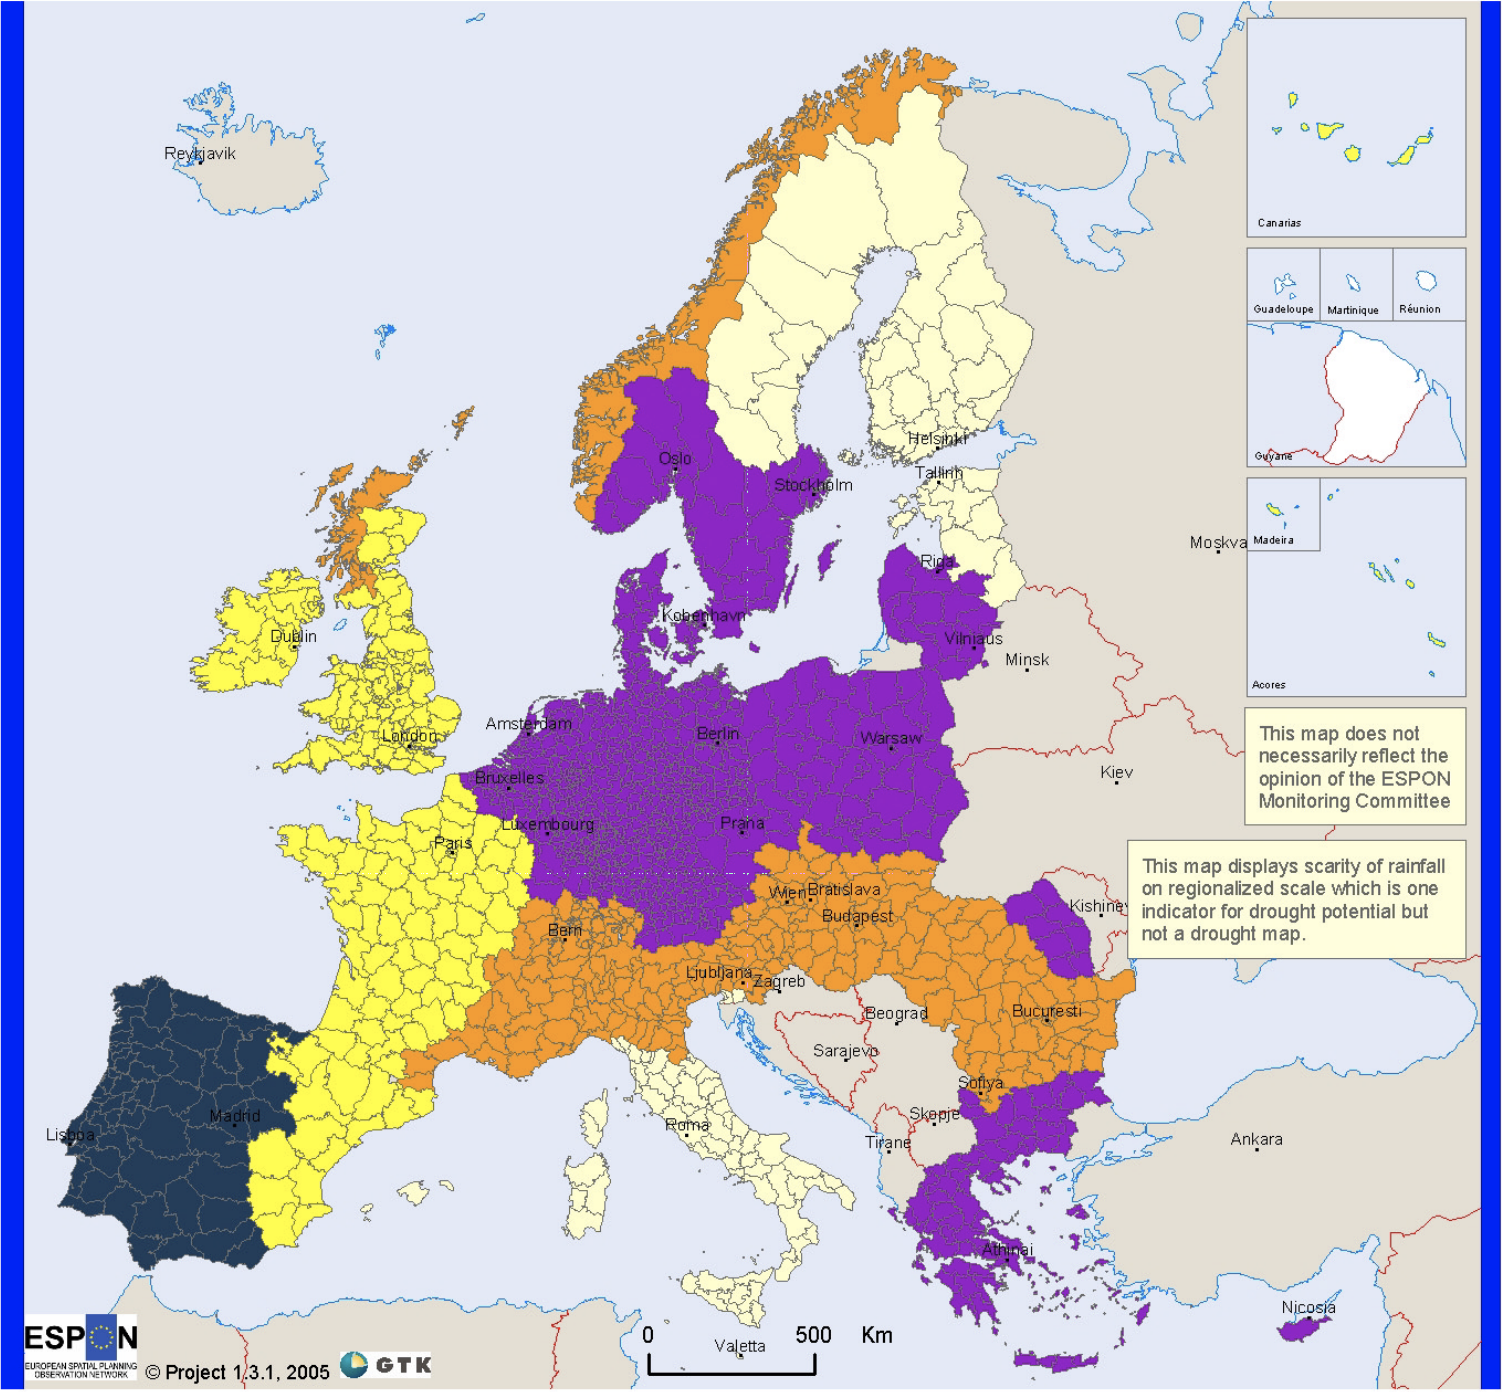 Reykjavik
Canarias
Guadeloupe
Martinique
Réunion
Guyane
Helsinki
Tallinn
Oslo
Stockholm
Moskva
Madeira
Riga
Kobenhavn
Dublin
Vilniaus
Minsk
Acores
Amsterdam
London
Berlin
Warsaw
This map does not
necessarily reflect the
opinion of the ESPON
Monitoring Committee
Bruxelles
Kiev
Luxembourg
Prana
Paris
This map displays scarity of rainfall
on regionalized scale which is one
indicator for drought potential but
not a drought map.
Wien
Bratislava
Budapest
Kishinev
Bern
Ljubljana
Zagreb
Beograd
Bucuresti
Sarajevo
Sofiya
Madrid
Skopje
Lisboa
Roma
Tirane
Ankara
Athinai
Nicosia
0 500 Km
Valetta
ESPON
EUROPEAN SPATIAL PLANNING
OBSERVATION NETWORK
© Project 1.3.1, 2005
GTK